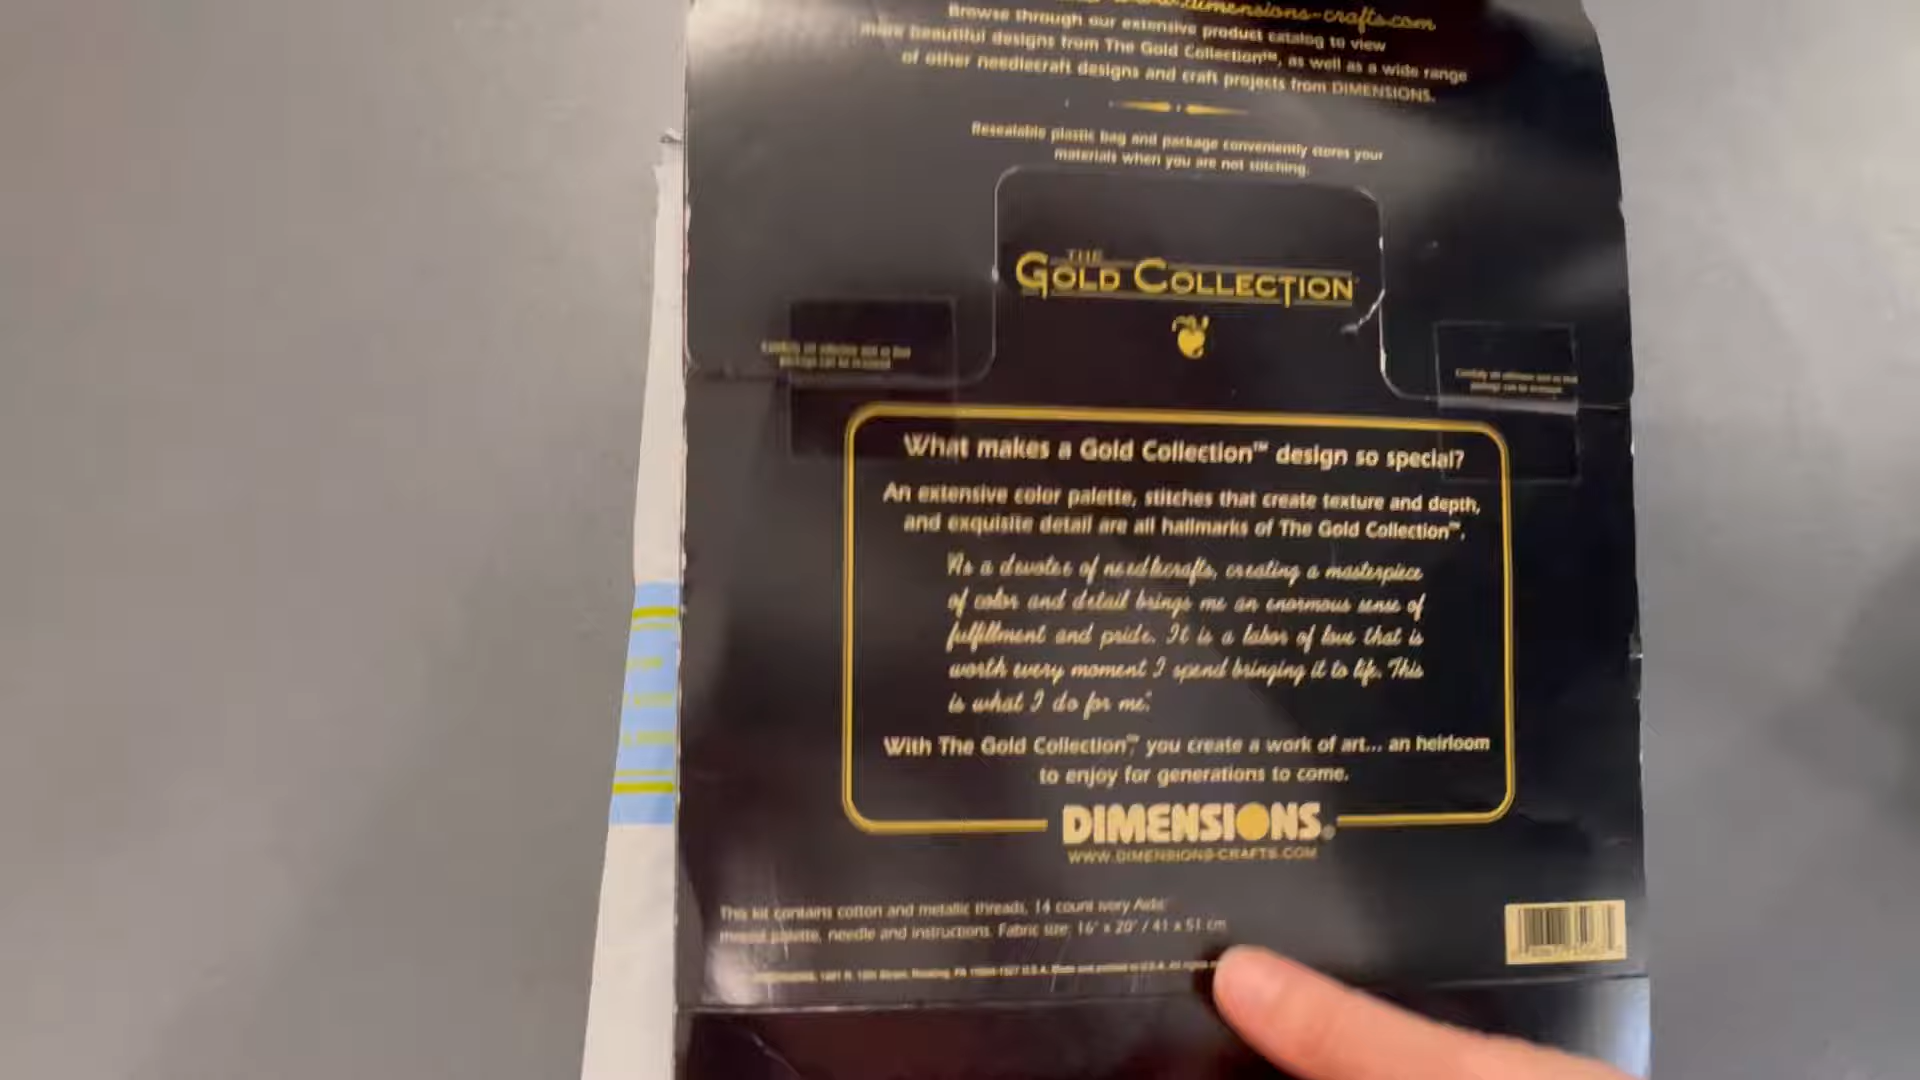 www.dimensions-crafts.com
Browse through our extensive product catalog to view
more beautiful designs from The Gold Collection™, as well as a wide range
of other needlecraft designs and craft projects from DIMENSIONS.
Resealable plastic bag and package conveniently stores your
materials when you are not stitching.
THE
GOLD COLLECTION
What makes a Gold Collection™ design so special?
An extensive color palette, stitches that create texture and depth,
and exquisite detail are all hallmarks of The Gold Collection™.
"As a devotee of needlecrafts, creating a masterpiece
of color and detail brings me an enormous sense of
fulfillment and pride. It is a labor of love that is
worth every moment I spend bringing it to life. This
is what I do for me."
With The Gold Collection™, you create a work of art... an heirloom
to enjoy for generations to come.
DIMENSIONS®
WWW.DIMENSIONS-CRAFTS.COM
This kit contains cotton and metallic threads, 14 count ivory Aida,
thread palette, needle and instructions. Fabric size: 16" x 20" / 41 x 51 cm